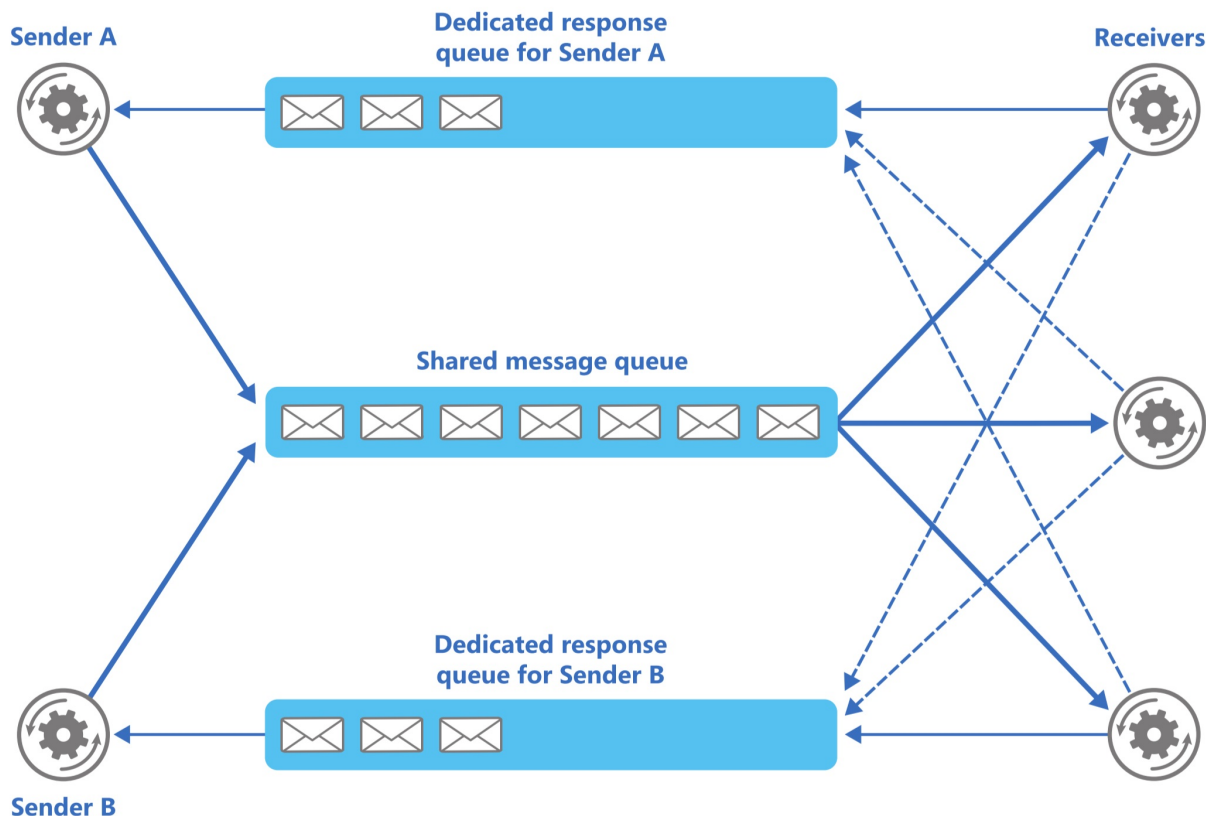 Sender A
Dedicated response
queue for Sender A
Receivers
Shared message queue
Dedicated response
queue for Sender B
Sender B